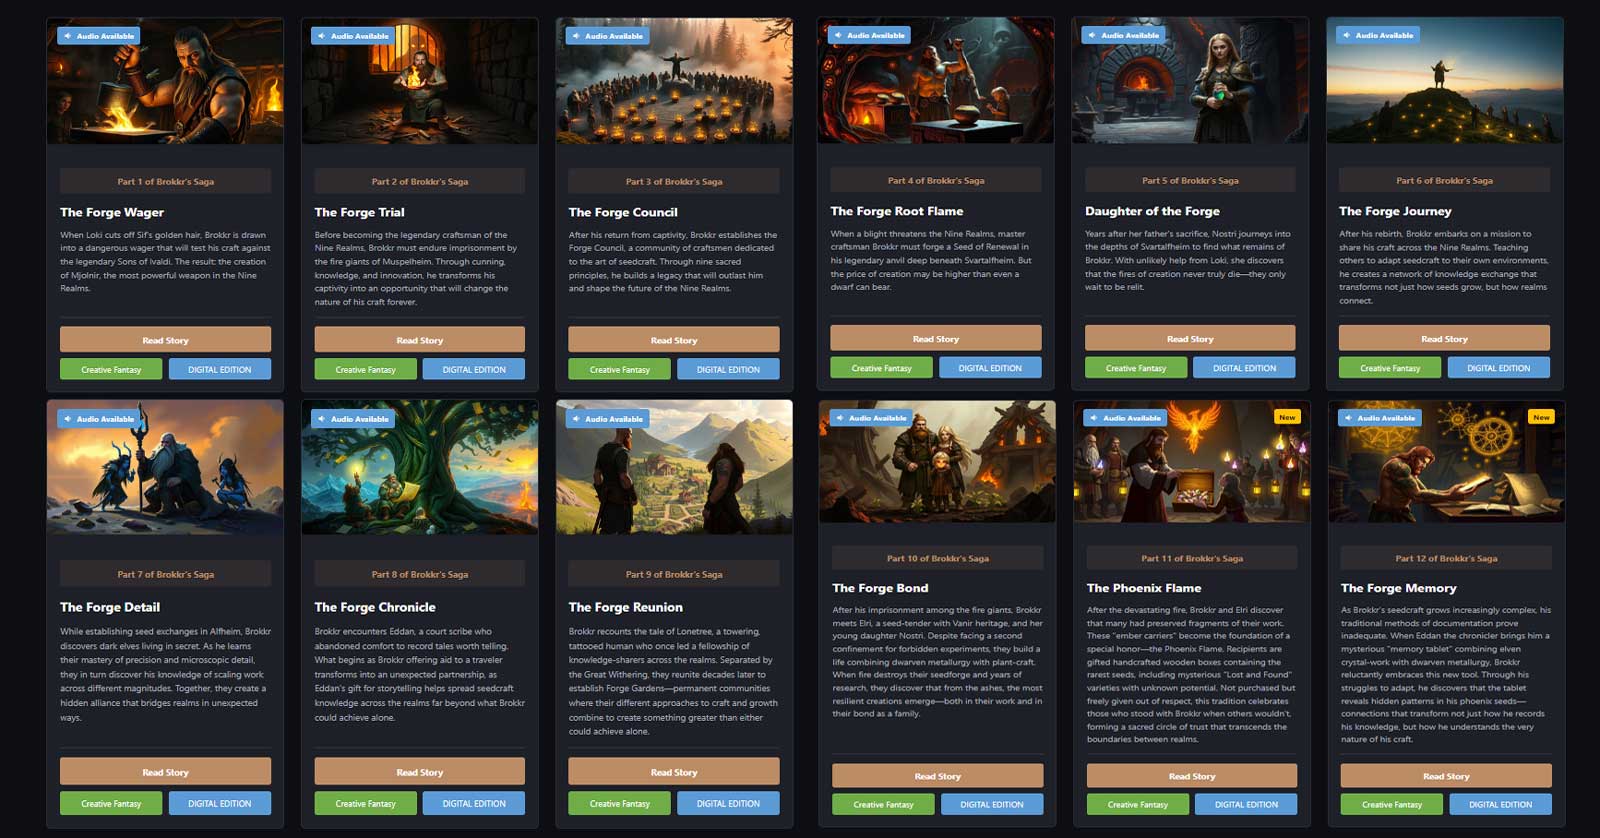 Audio Available
Part 1 of Brokkr's Saga
The Forge Wager
When Loki cuts off Sif's golden hair, Brokkr is drawn
into a dangerous wager that will test his craft against
the legendary Sons of Ivaldi. The result: the creation
of Mjolnir, the most powerful weapon in the Nine
Realms.
Read Story
Creative Fantasy
DIGITAL EDITION
Audio Available
Part 2 of Brokkr's Saga
The Forge Trial
Before becoming the legendary craftsman of the
Nine Realms, Brokkr must endure imprisonment by
the fire giants of Muspelheim. Through cunning,
knowledge, and innovation, he transforms his
captivity into an opportunity that will change the
nature of his craft forever.
Read Story
Creative Fantasy
DIGITAL EDITION
Audio Available
Part 3 of Brokkr's Saga
The Forge Council
After his return from captivity, Brokkr establishes the
Forge Council, a community of craftsmen dedicated
to the art of seedcraft. Through nine sacred
principles, he builds a legacy that will outlast him
and shape the future of the Nine Realms.
Read Story
Creative Fantasy
DIGITAL EDITION
Audio Available
Part 4 of Brokkr's Saga
The Forge Root Flame
When a blight threatens the Nine Realms, master
craftsman Brokkr must forge a Seed of Renewal in
his legendary anvil deep beneath Svartalfheim. But
the price of creation may be higher than even a
dwarf can bear.
Read Story
Creative Fantasy
DIGITAL EDITION
Audio Available
Part 5 of Brokkr's Saga
Daughter of the Forge
Years after her father's sacrifice, Nostri journeys into
the depths of Svartalfheim to find what remains of
Brokkr. With unlikely help from Loki, she discovers
that the fires of creation never truly die—they only
wait to be relit.
Read Story
Creative Fantasy
DIGITAL EDITION
Audio Available
Part 6 of Brokkr's Saga
The Forge Journey
After his rebirth, Brokkr embarks on a mission to
share his craft across the Nine Realms. Teaching
others to adapt seedcraft to their own environments,
he creates a network of knowledge exchange that
transforms not just how seeds grow, but how realms
connect.
Read Story
Creative Fantasy
DIGITAL EDITION
Audio Available
Part 7 of Brokkr's Saga
The Forge Detail
While establishing seed exchanges in Alfheim, Brokkr
discovers dark elves living in secret. As he learns
their mastery of precision and microscopic detail,
they in turn discover his knowledge of scaling work
across different magnitudes. Together, they create a
hidden alliance that bridges realms in unexpected
ways.
Read Story
Creative Fantasy
DIGITAL EDITION
Audio Available
Part 8 of Brokkr's Saga
The Forge Chronicle
Brokkr encounters Eddan, a court scribe who
abandoned comfort to record tales worth telling.
What begins as Brokkr offering aid to a traveler
transforms into an unexpected partnership, as
Eddan's gift for storytelling helps spread seedcraft
knowledge across the realms far beyond what Brokkr
could achieve alone.
Read Story
Creative Fantasy
DIGITAL EDITION
Audio Available
Part 9 of Brokkr's Saga
The Forge Reunion
Brokkr recounts the tale of Lonetree, a towering,
tattooed human who once led a fellowship of
knowledge-sharers across the realms. Separated by
the Great Withering, they reunite decades later to
establish Forge Gardens—permanent communities
where their different approaches to craft and growth
combine to create something greater than either
could achieve alone.
Read Story
Creative Fantasy
DIGITAL EDITION
Audio Available
Part 10 of Brokkr's Saga
The Forge Bond
After his imprisonment among the fire giants, Brokkr
meets Elri, a seed-tender with Vanir heritage, and her
young daughter Nostri. Despite facing a second
confinement for forbidden experiments, they build a
life combining dwarven metallurgy with plant-craft.
When fire destroys their seedforge and years of
research, they discover that from the ashes, the most
resilient creations emerge—both in their work and in
their bond as a family.
Read Story
Creative Fantasy
DIGITAL EDITION
Audio Available
New
Part 11 of Brokkr's Saga
The Phoenix Flame
After the devastating fire, Brokkr and Elri discover
that many had preserved fragments of their work.
These "ember carriers" become the foundation of a
special honor—the Phoenix Flame. Recipients are
gifted handcrafted wooden boxes containing the
rarest seeds, including mysterious "Lost and Found"
varieties with unknown potential. Not purchased but
freely given out of respect, this tradition celebrates
those who stood with Brokkr when others wouldn't,
forming a sacred circle of trust that transcends the
boundaries between realms.
Read Story
Creative Fantasy
DIGITAL EDITION
Audio Available
New
Part 12 of Brokkr's Saga
The Forge Memory
As Brokkr's seedcraft grows increasingly complex, his
traditional methods of documentation prove
inadequate. When Eddan the chronicler brings him a
mysterious "memory tablet" combining elven
crystal-work with dwarven metallurgy, Brokkr
reluctantly embraces this new tool. Through his
struggles to adapt, he discovers that the tablet
reveals hidden patterns in his phoenix seeds—
connections that transform not just how he records
his knowledge, but how he understands the very
nature of his craft.
Read Story
Creative Fantasy
DIGITAL EDITION